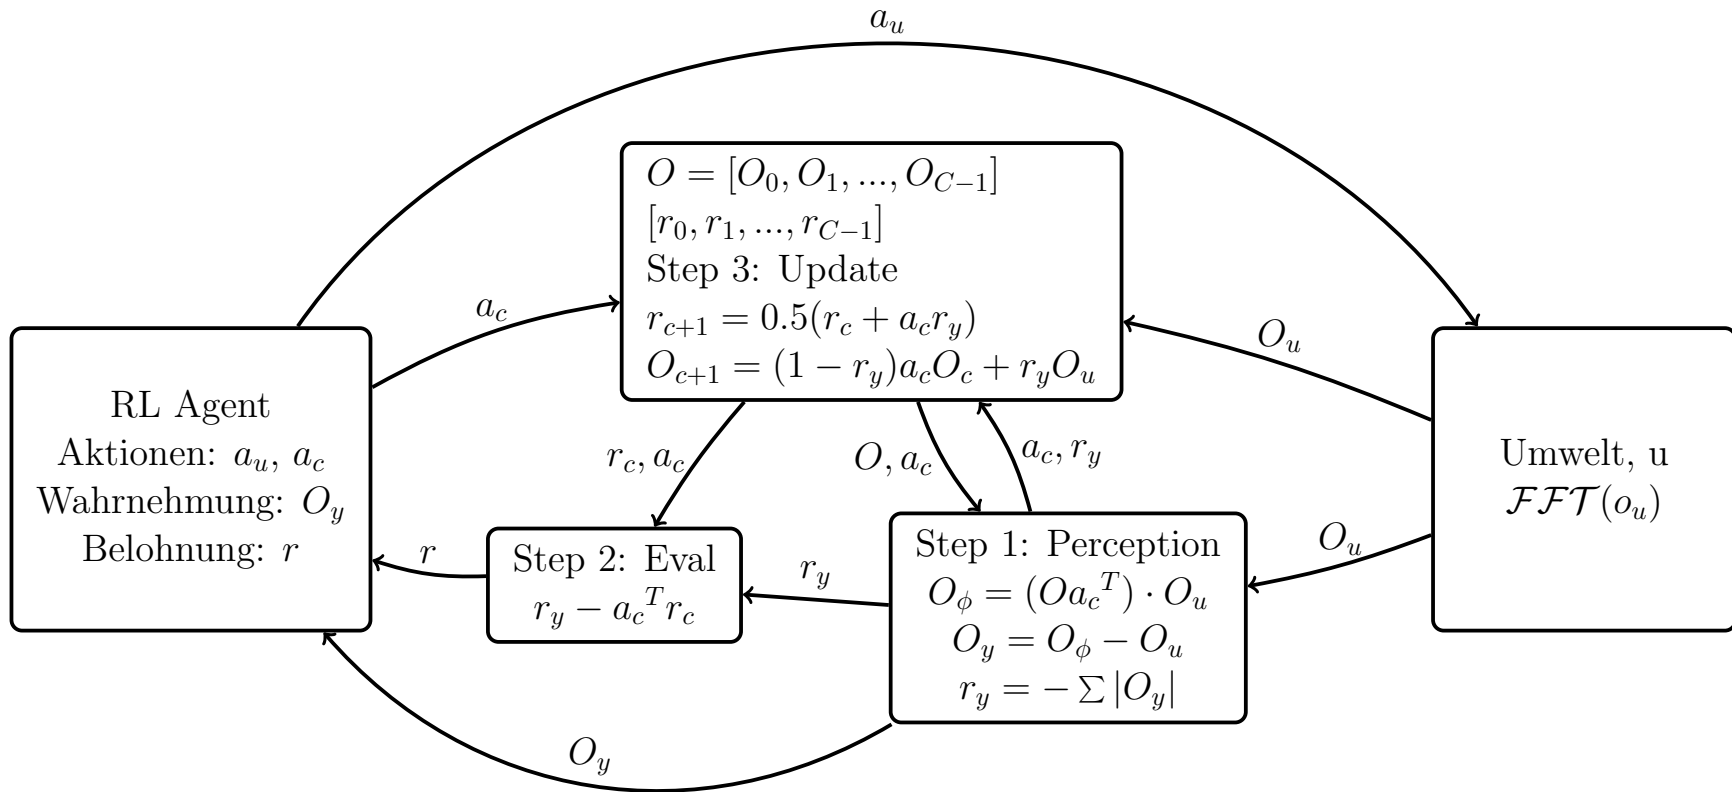 a_u
O = [O_0, O_1, ..., O_{C−1}]
[r_0, r_1, ..., r_{C−1}]
Step 3: Update
r_{c+1} = 0.5(r_c + a_c r_y)
O_{c+1} = (1 − r_y)a_c O_c + r_y O_u
a_c
O_u
RL Agent
Aktionen: a_u, a_c
Wahrnehmung: O_y
Belohnung: r
Umwelt, u
𝓕𝓕𝓣(o_u)
r_c, a_c
O, a_c
a_c, r_y
O_u
r
Step 2: Eval
r_y − a_c^T r_c
r_y
Step 1: Perception
O_ϕ = (O a_c^T) · O_u
O_y = O_ϕ − O_u
r_y = − ∑ |O_y|
O_y